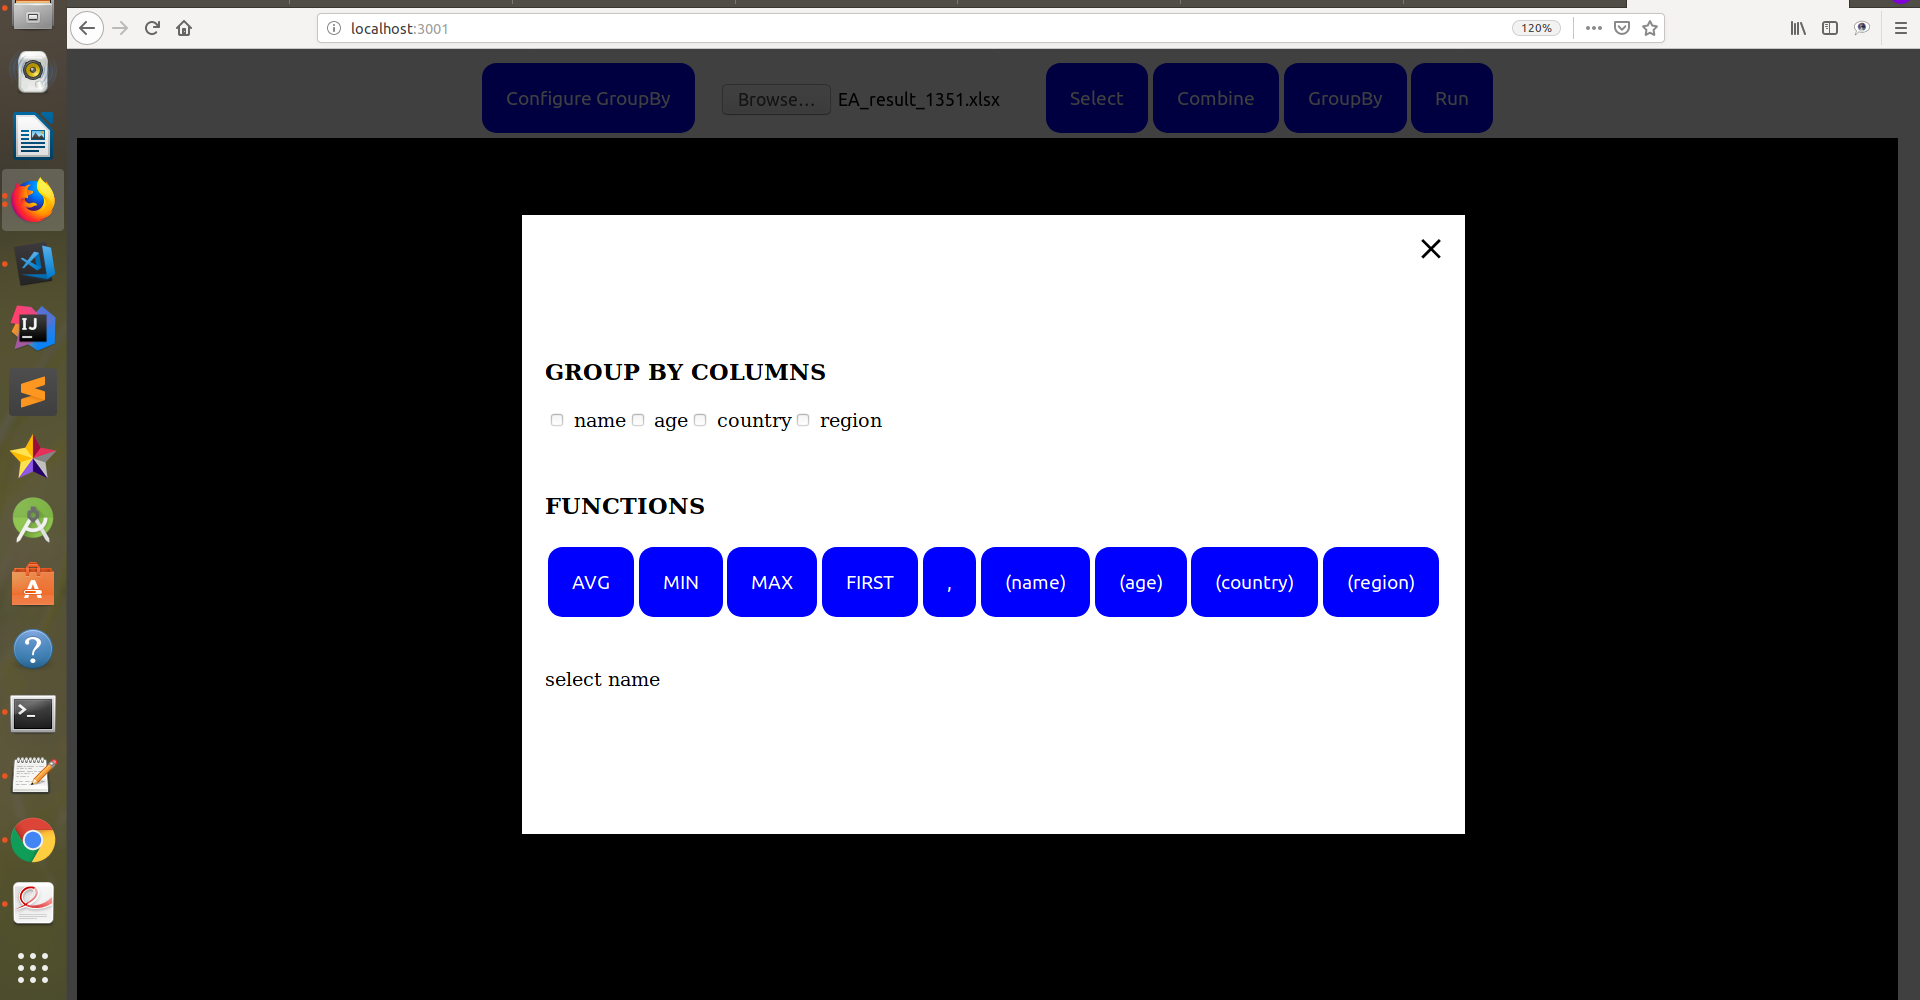 localhost:3001
120%
Configure GroupBy
Browse...
EA_result_1351.xlsx
Select
Combine
GroupBy
Run
GROUP BY COLUMNS
name age country region
FUNCTIONS
AVG MIN MAX FIRST , (name) (age) (country) (region)
select name
IJ